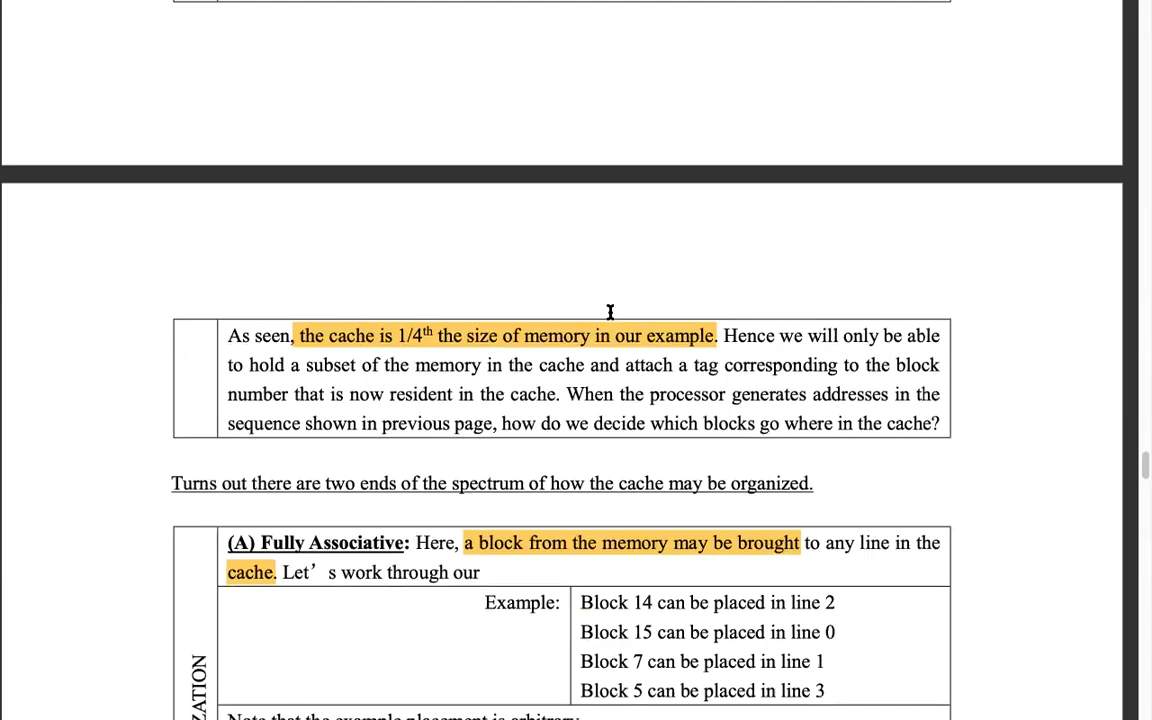 As seen, the cache is 1/4th the size of memory in our example. Hence we will only be able
to hold a subset of the memory in the cache and attach a tag corresponding to the block
number that is now resident in the cache. When the processor generates addresses in the
sequence shown in previous page, how do we decide which blocks go where in the cache?
Turns out there are two ends of the spectrum of how the cache may be organized.
(A) Fully Associative: Here, a block from the memory may be brought to any line in the
cache. Let’ s work through our
Example:
Block 14 can be placed in line 2
Block 15 can be placed in line 0
Block 7 can be placed in line 1
Block 5 can be placed in line 3
ZATION
Note that the example placement is arbitrary